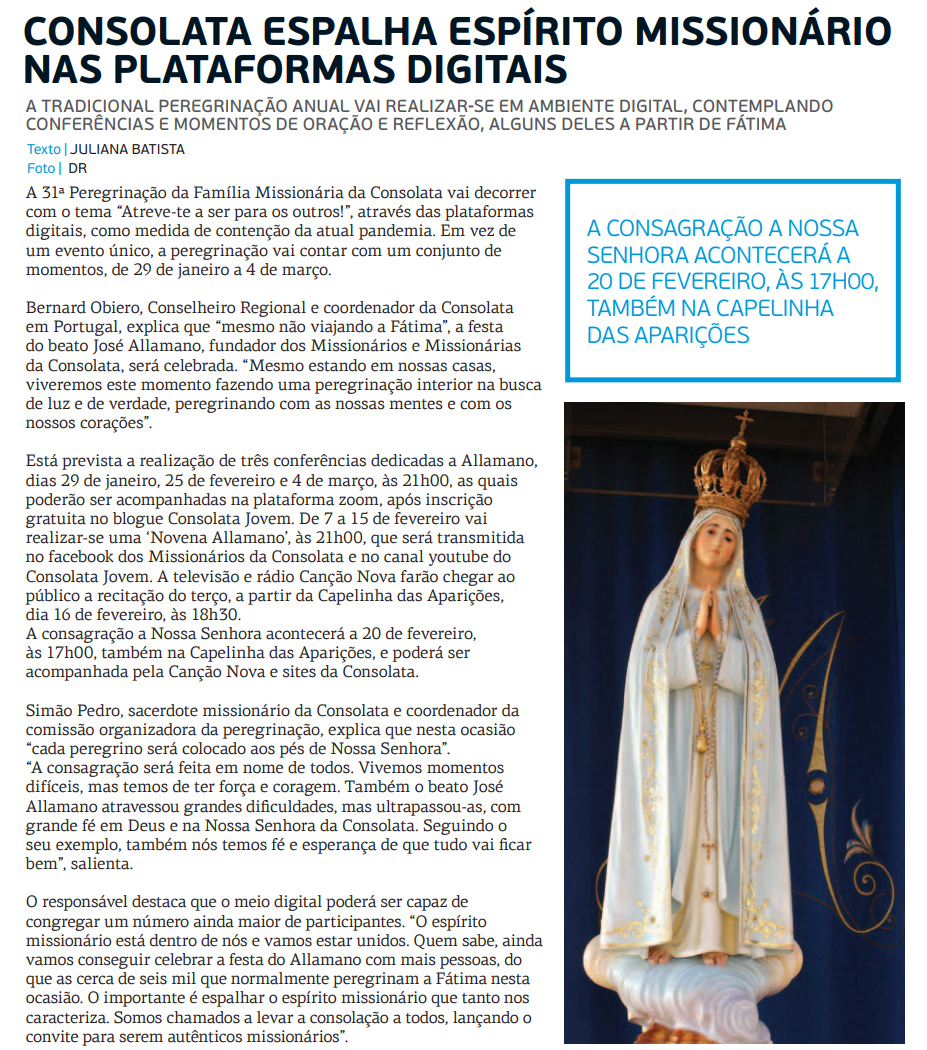 CONSOLATA ESPALHA ESPÍRITO MISSIONÁRIO
NAS PLATAFORMAS DIGITAIS
A TRADICIONAL PEREGRINAÇÃO ANUAL VAI REALIZAR-SE EM AMBIENTE DIGITAL, CONTEMPLANDO
CONFERÊNCIAS E MOMENTOS DE ORAÇÃO E REFLEXÃO, ALGUNS DELES A PARTIR DE FÁTIMA
Texto | JULIANA BATISTA
Foto | DR
A 31ª Peregrinação da Família Missionária da Consolata vai decorrer
com o tema “Atreve-te a ser para os outros!”, através das plataformas
digitais, como medida de contenção da atual pandemia. Em vez de
um evento único, a peregrinação vai contar com um conjunto de
momentos, de 29 de janeiro a 4 de março.
Bernard Obiero, Conselheiro Regional e coordenador da Consolata
em Portugal, explica que “mesmo não viajando a Fátima”, a festa
do beato José Allamano, fundador dos Missionários e Missionárias
da Consolata, será celebrada. “Mesmo estando em nossas casas,
viveremos este momento fazendo uma peregrinação interior na busca
de luz e de verdade, peregrinando com as nossas mentes e com os
nossos corações”.
Está prevista a realização de três conferências dedicadas a Allamano,
dias 29 de janeiro, 25 de fevereiro e 4 de março, às 21h00, as quais
poderão ser acompanhadas na plataforma zoom, após inscrição
gratuita no blogue Consolata Jovem. De 7 a 15 de fevereiro vai
realizar-se uma ‘Novena Allamano’, às 21h00, que será transmitida
no facebook dos Missionários da Consolata e no canal youtube do
Consolata Jovem. A televisão e rádio Canção Nova farão chegar ao
público a recitação do terço, a partir da Capelinha das Aparições,
dia 16 de fevereiro, às 18h30.
A consagração a Nossa Senhora acontecerá a 20 de fevereiro,
às 17h00, também na Capelinha das Aparições, e poderá ser
acompanhada pela Canção Nova e sites da Consolata.
Simão Pedro, sacerdote missionário da Consolata e coordenador da
comissão organizadora da peregrinação, explica que nesta ocasião
“cada peregrino será colocado aos pés de Nossa Senhora”.
“A consagração será feita em nome de todos. Vivemos momentos
difíceis, mas temos de ter força e coragem. Também o beato José
Allamano atravessou grandes dificuldades, mas ultrapassou-as, com
grande fé em Deus e na Nossa Senhora da Consolata. Seguindo o
seu exemplo, também nós temos fé e esperança de que tudo vai ficar
bem”, salienta.
O responsável destaca que o meio digital poderá ser capaz de
congregar um número ainda maior de participantes. “O espírito
missionário está dentro de nós e vamos estar unidos. Quem sabe, ainda
vamos conseguir celebrar a festa do Allamano com mais pessoas, do
que as cerca de seis mil que normalmente peregrinam a Fátima nesta
ocasião. O importante é espalhar o espírito missionário que tanto nos
caracteriza. Somos chamados a levar a consolação a todos, lançando o
convite para serem autênticos missionários”.
A CONSAGRAÇÃO A NOSSA
SENHORA ACONTECERÁ A
20 DE FEVEREIRO, ÀS 17H00,
TAMBÉM NA CAPELINHA
DAS APARIÇÕES